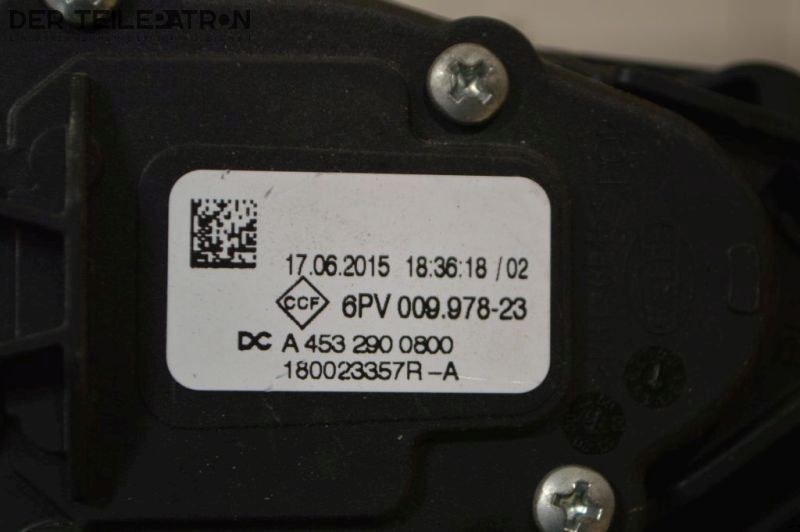 DER TEILEPATRON
17.06.2015 18:36:18 / 02
CCF 6PV 009.978-23
DC A 453 290 0800
180023357R-A